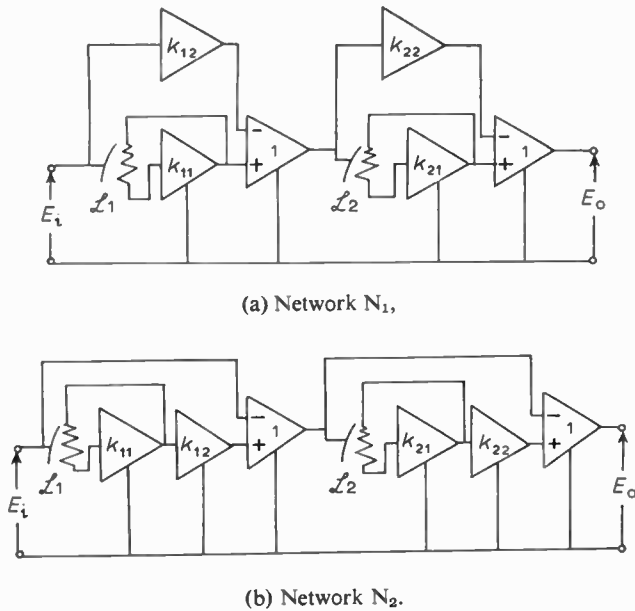 k12 k22
− 1 − 1
+ k11 + k21
Ei ℒ1 ℒ2 Eo
(a) Network N₁,
− 1 − 1
k11 k12 + k21 k22 +
Ei ℒ1 ℒ2 Eo
(b) Network N₂.